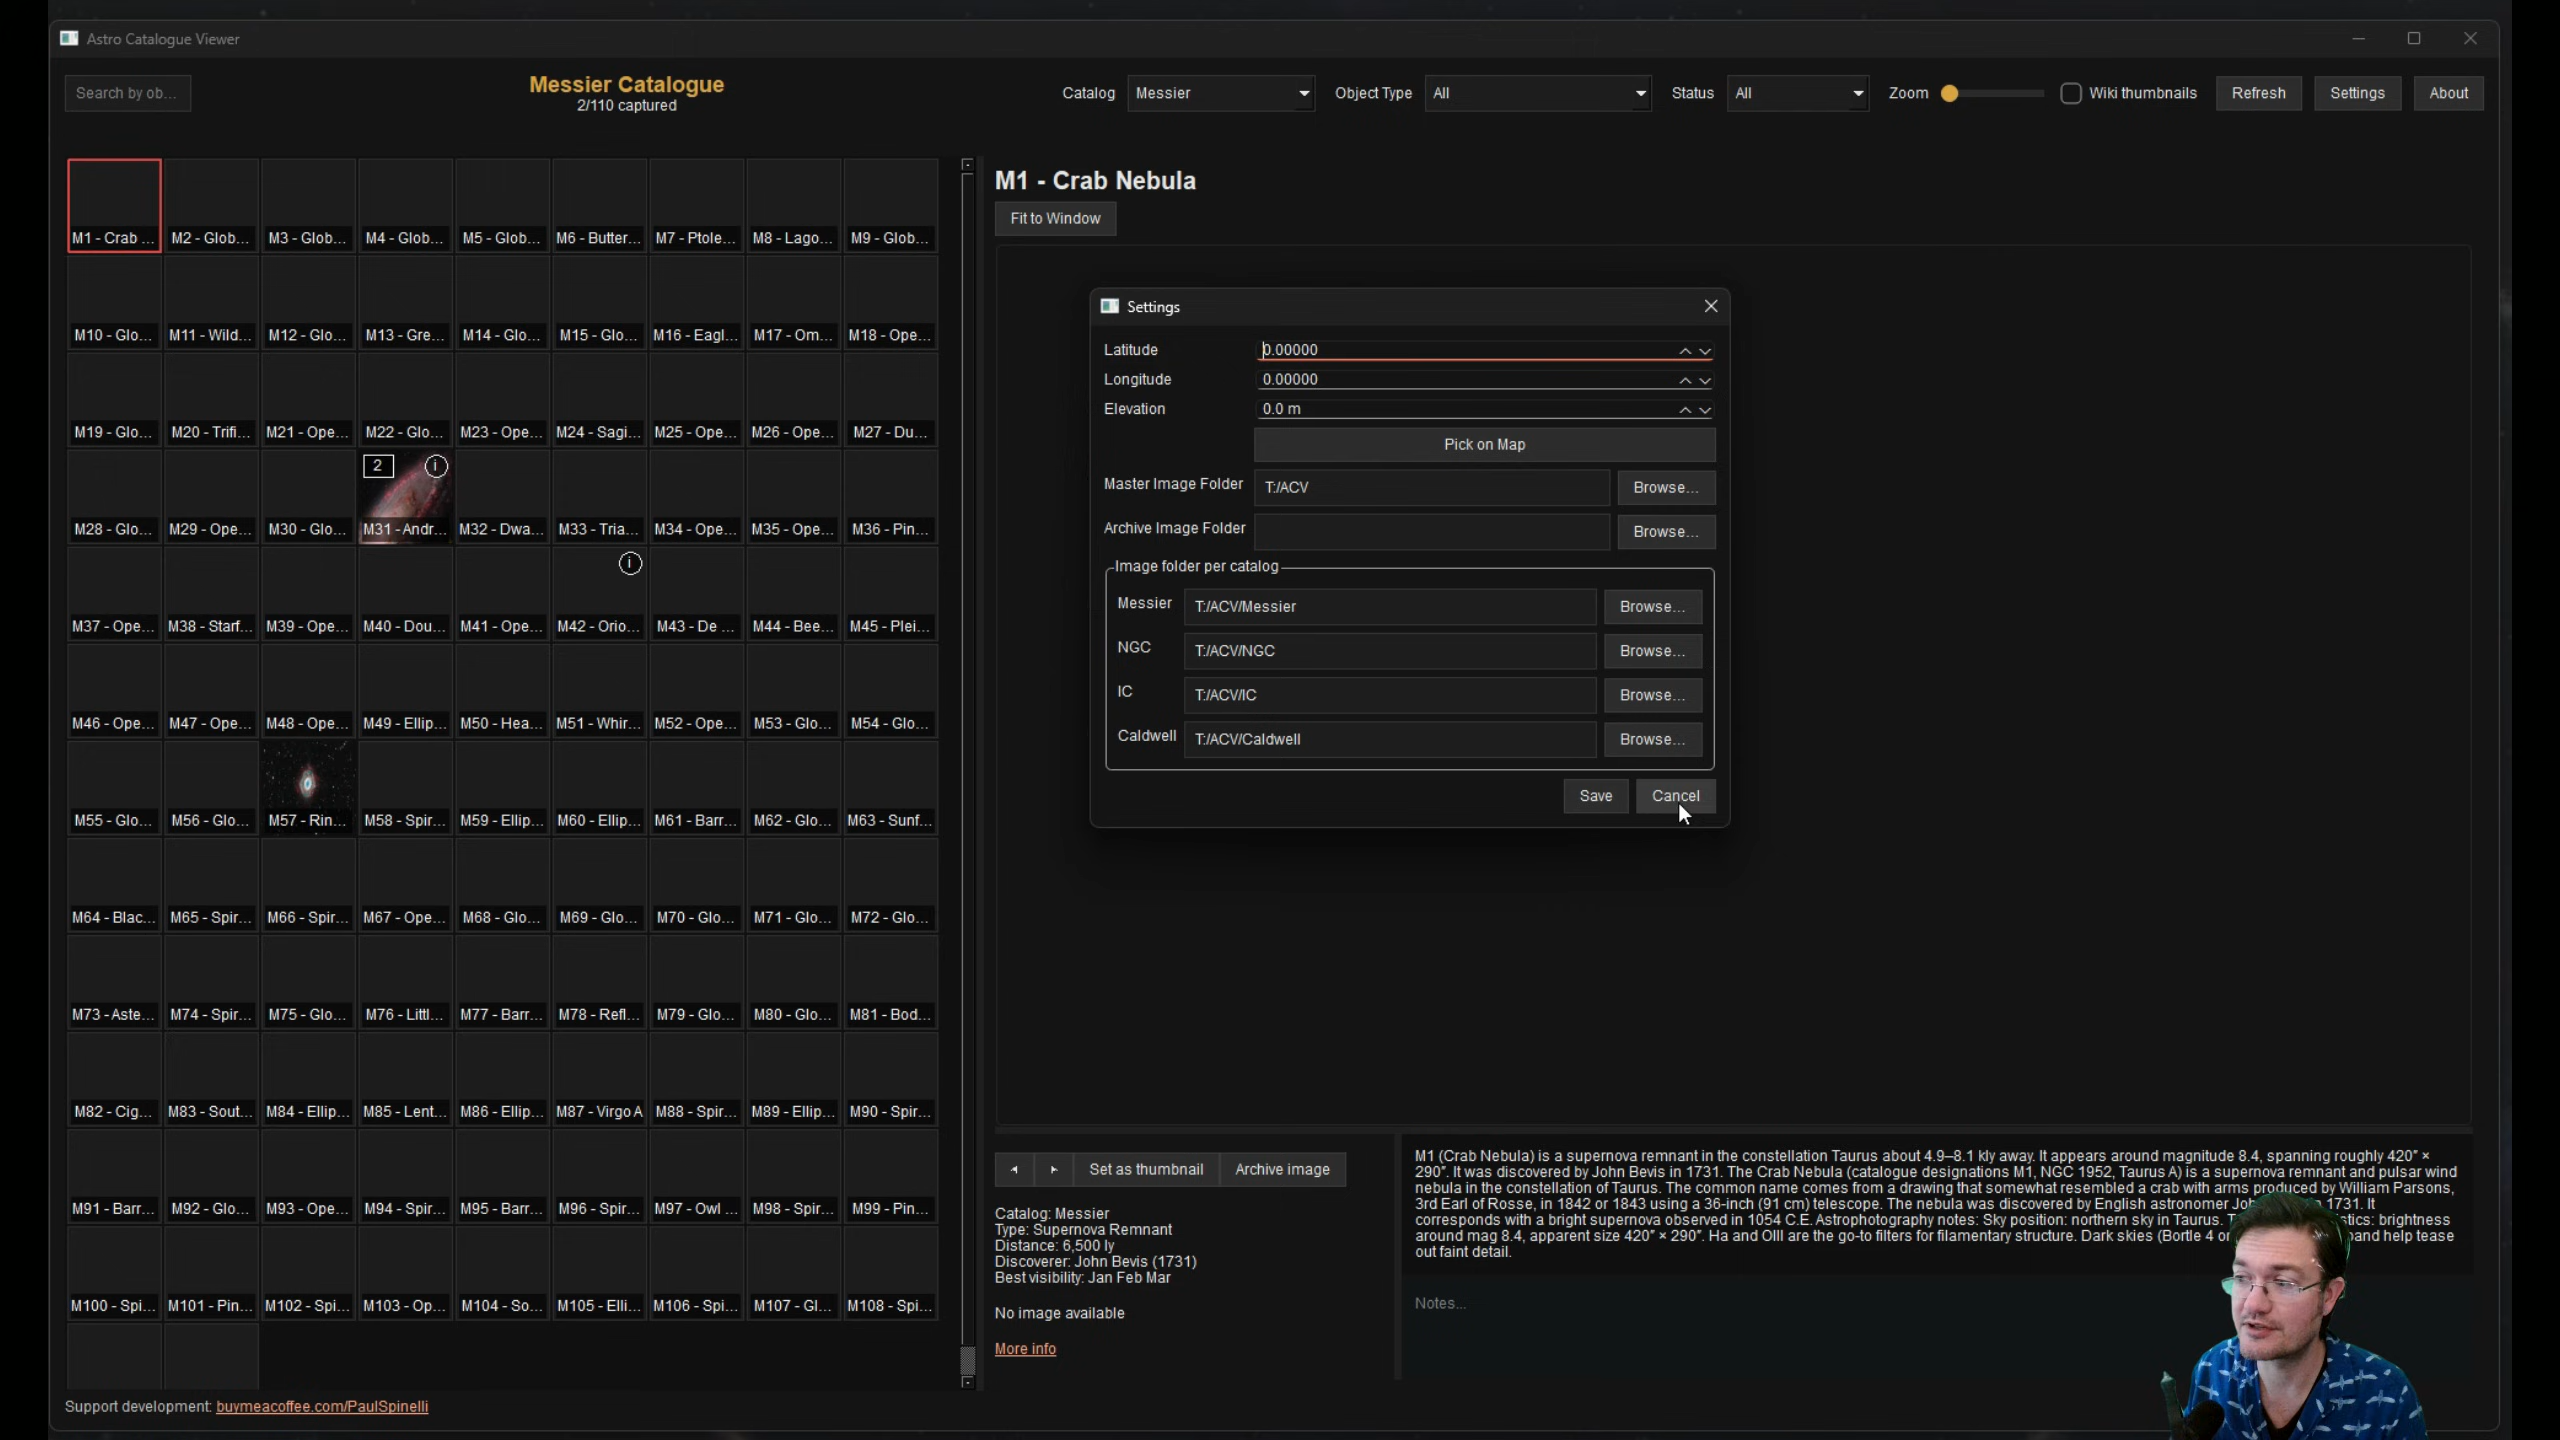 Astro Catalogue Viewer
Search by ob...
Messier Catalogue
2/110 captured
Catalog
Messier
Object Type
All
Status
All
Zoom
Wiki thumbnails
Refresh
Settings
About
M1 - Crab ...
M2 - Glob...
M3 - Glob...
M4 - Glob...
M5 - Glob...
M6 - Butter...
M7 - Ptole...
M8 - Lago...
M9 - Glob...
M10 - Glo...
M11 - Wild...
M12 - Glo...
M13 - Gre...
M14 - Glo...
M15 - Glo...
M16 - Eagl...
M17 - Om...
M18 - Ope...
M19 - Glo...
M20 - Trifi...
M21 - Ope...
M22 - Glo...
M23 - Ope...
M24 - Sagi...
M25 - Ope...
M26 - Ope...
M27 - Du...
2
i
M28 - Glo...
M29 - Ope...
M30 - Glo...
M31 - Andr...
M32 - Dwa...
M33 - Tria...
M34 - Ope...
M35 - Ope...
M36 - Pin...
i
M37 - Ope...
M38 - Starf...
M39 - Ope...
M40 - Dou...
M41 - Ope...
M42 - Orio...
M43 - De ...
M44 - Bee...
M45 - Plei...
M46 - Ope...
M47 - Ope...
M48 - Ope...
M49 - Ellip...
M50 - Hea...
M51 - Whir...
M52 - Ope...
M53 - Glo...
M54 - Glo...
M55 - Glo...
M56 - Glo...
M57 - Rin...
M58 - Spir...
M59 - Ellip...
M60 - Ellip...
M61 - Barr...
M62 - Glo...
M63 - Sunf...
M64 - Blac...
M65 - Spir...
M66 - Spir...
M67 - Ope...
M68 - Glo...
M69 - Glo...
M70 - Glo...
M71 - Glo...
M72 - Glo...
M73 - Aste...
M74 - Spir...
M75 - Glo...
M76 - Littl...
M77 - Barr...
M78 - Refl...
M79 - Glo...
M80 - Glo...
M81 - Bod...
M82 - Cig...
M83 - Sout...
M84 - Ellip...
M85 - Lent...
M86 - Ellip...
M87 - Virgo A
M88 - Spir...
M89 - Ellip...
M90 - Spir...
M91 - Barr...
M92 - Glo...
M93 - Ope...
M94 - Spir...
M95 - Barr...
M96 - Spir...
M97 - Owl ...
M98 - Spir...
M99 - Pin...
M100 - Spi...
M101 - Pin...
M102 - Spi...
M103 - Op...
M104 - So...
M105 - Elli...
M106 - Spi...
M107 - Gl...
M108 - Spi...
Support development: buymeacoffee.com/PaulSpinelli
M1 - Crab Nebula
Fit to Window
Settings
Latitude
0.00000
Longitude
0.00000
Elevation
0.0 m
Pick on Map
Master Image Folder
T:/ACV
Browse...
Archive Image Folder
Browse...
Image folder per catalog
Messier
T:/ACV/Messier
Browse...
NGC
T:/ACV/NGC
Browse...
IC
T:/ACV/IC
Browse...
Caldwell
T:/ACV/Caldwell
Browse...
Save
Cancel
Set as thumbnail
Archive image
Catalog: Messier
Type: Supernova Remnant
Distance: 6,500 ly
Discoverer: John Bevis (1731)
Best visibility: Jan Feb Mar
No image available
More info
M1 (Crab Nebula) is a supernova remnant in the constellation Taurus about 4.9–8.1 kly away. It appears around magnitude 8.4, spanning roughly 420″ ×
290″. It was discovered by John Bevis in 1731. The Crab Nebula (catalogue designations M1, NGC 1952, Taurus A) is a supernova remnant and pulsar wind
nebula in the constellation of Taurus. The common name comes from a drawing that somewhat resembled a crab with arms produced by William Parsons,
3rd Earl of Rosse, in 1842 or 1843 using a 36-inch (91 cm) telescope. The nebula was discovered by English astronomer 1731. It
corresponds with a bright supernova observed in 1054 C.E. Astrophotography notes: Sky position: northern sky in Taurus. brightness
around mag 8.4, apparent size 420″ × 290″. Ha and OIII are the go-to filters for filamentary structure. Dark skies (Bortle 4 help tease
out faint detail.
Notes...